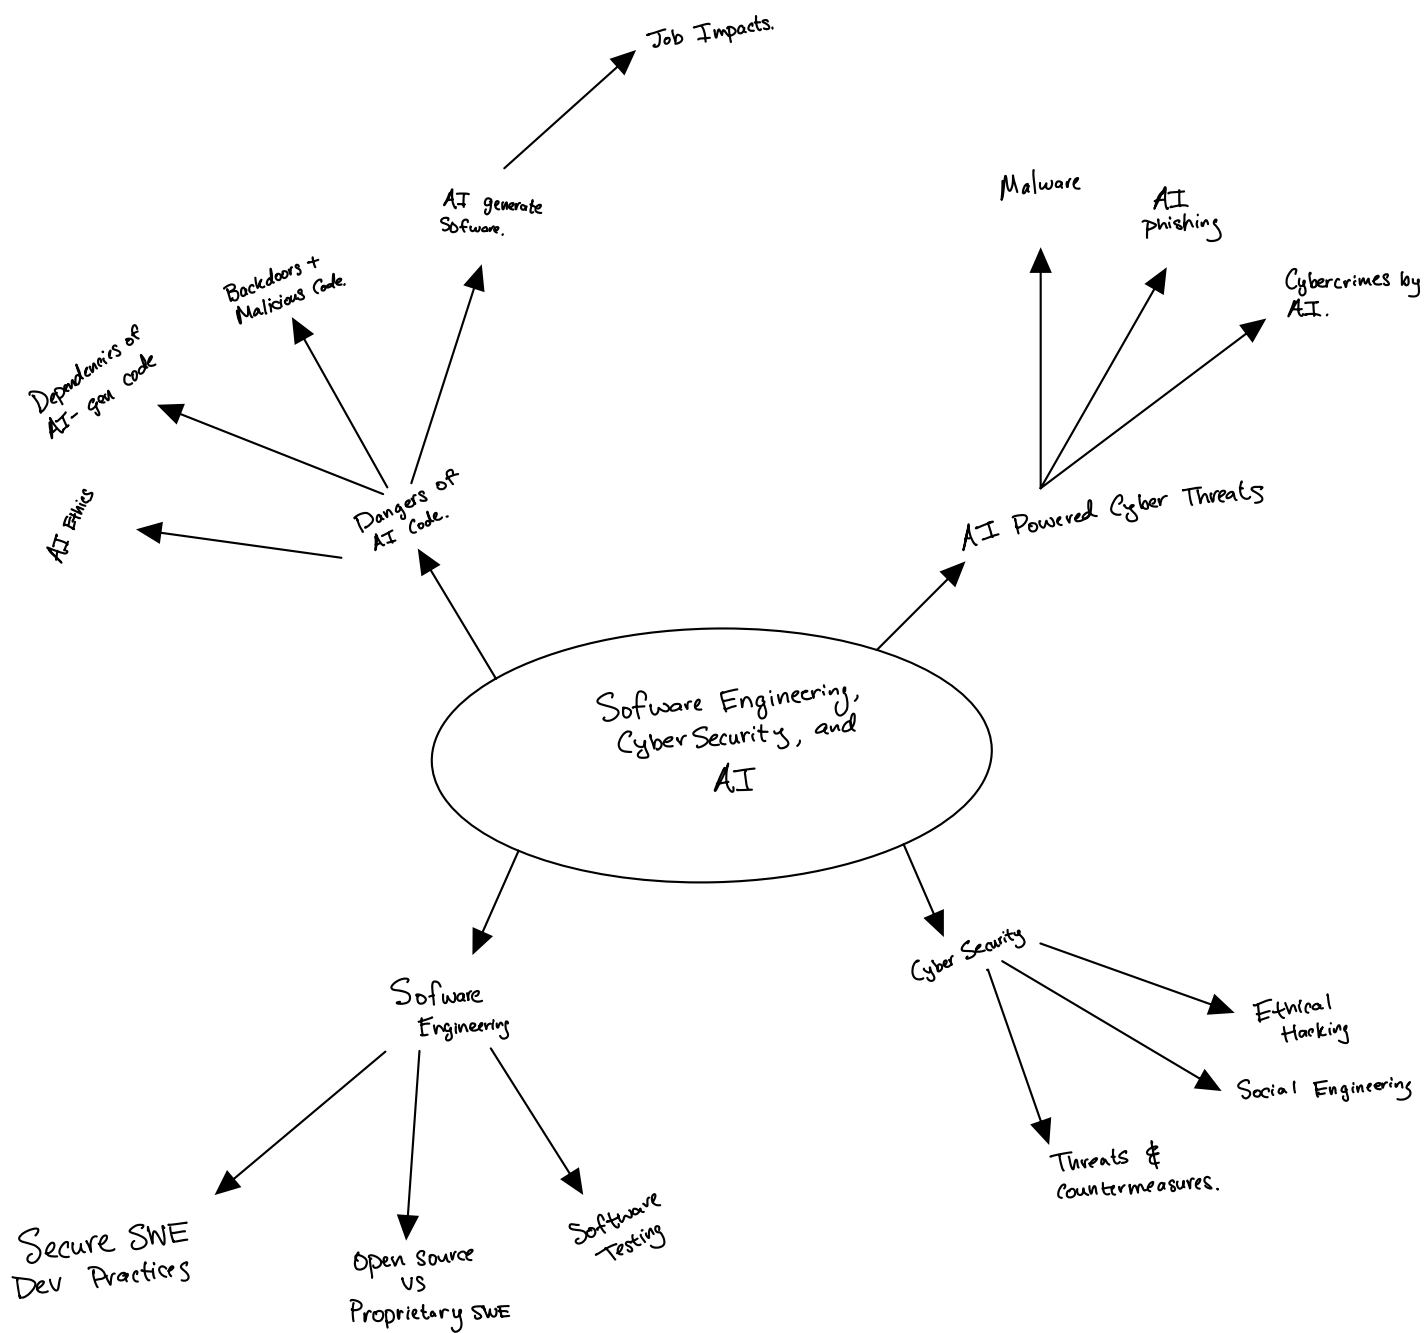 Job Impacts.
AI generate
Sofware.
Malware
AI
phishing
Cybercrimes by
AI.
Backdoors +
Malicious Code.
Dependencies of
AI- gen code
AI Ethics
Dangers of
AI Code.
AI Powered Cyber Threats
Sofware Engineering,
Cyber Security, and
AI
Cyber Security
Sofware
Engineering
Ethical
Hacking
Social Engineering
Threats &
Countermeasures.
Secure SWE
Dev Practices
Open source
vs
Proprietary SWE
Software
Testing